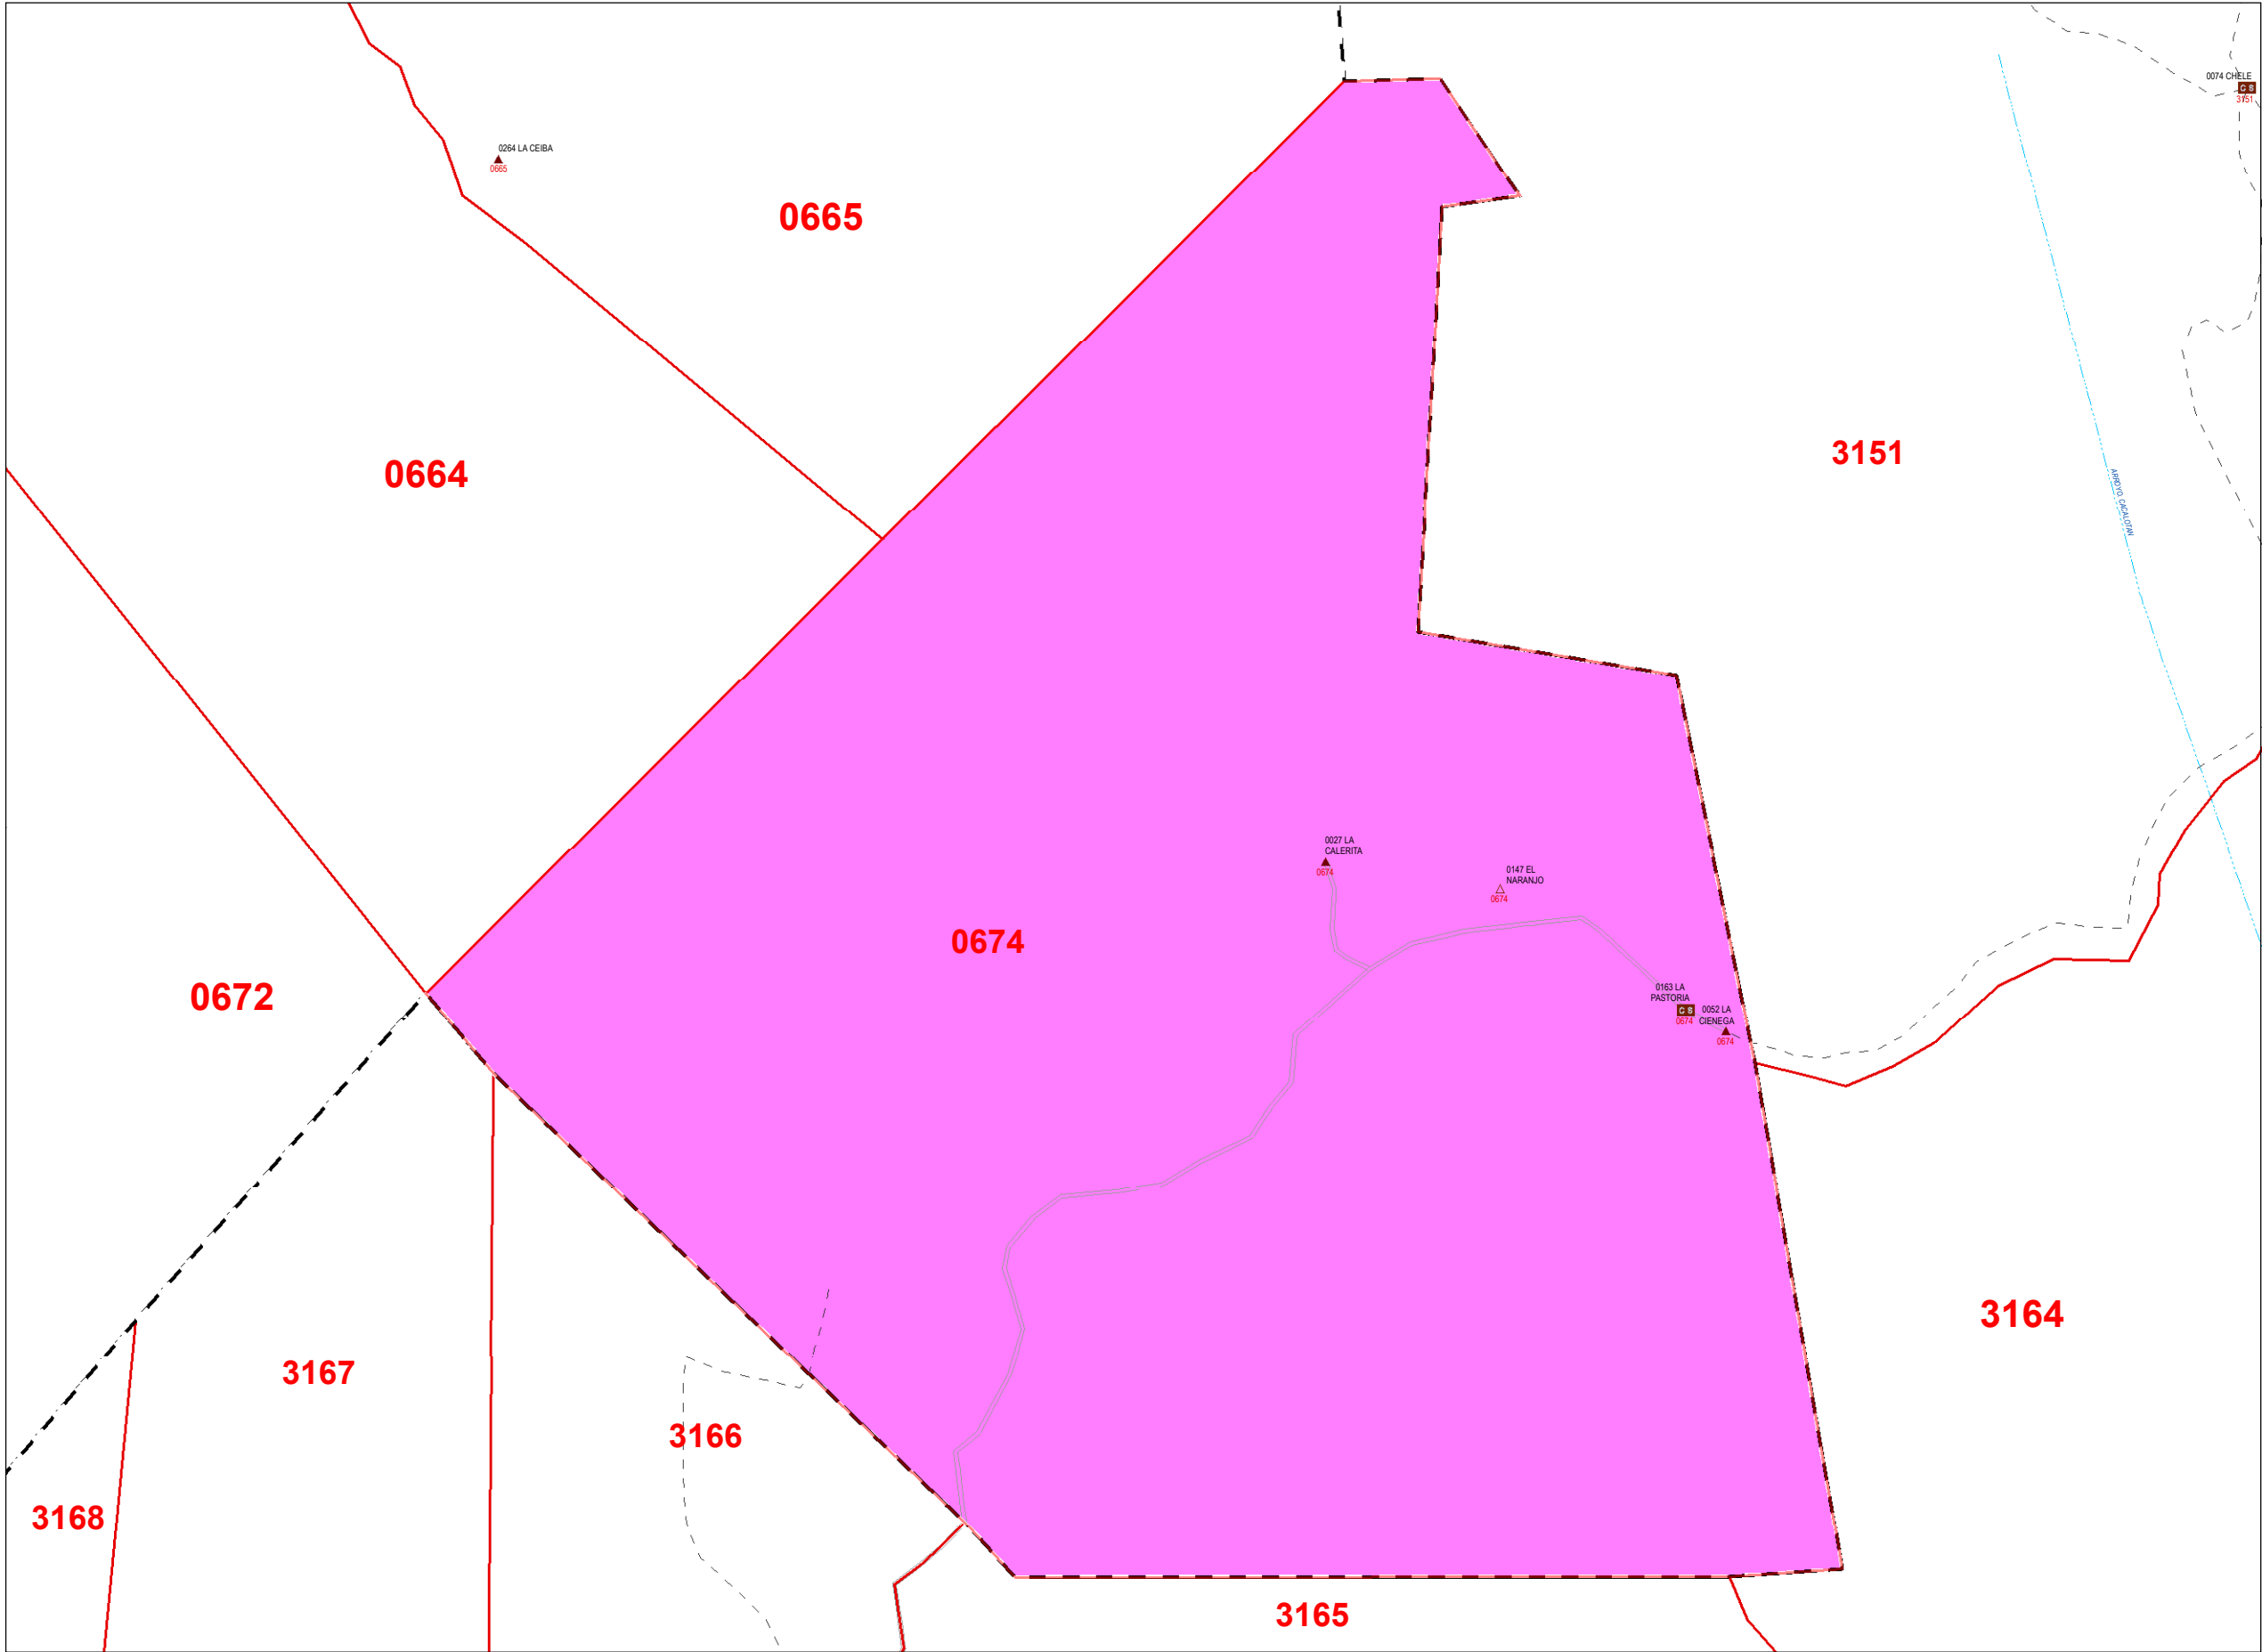 0074 CHELE
C S
3151
0264 LA CEIBA
0665
0665
3151
0664
ARROYO CACALOTAN
0027 LA
CALERITA
0674
0147 EL
NARANJO
0674
0674
0672
0163 LA
PASTORIA
C S
0674
0052 LA
CIENEGA
0674
3164
3167
3166
3168
3165